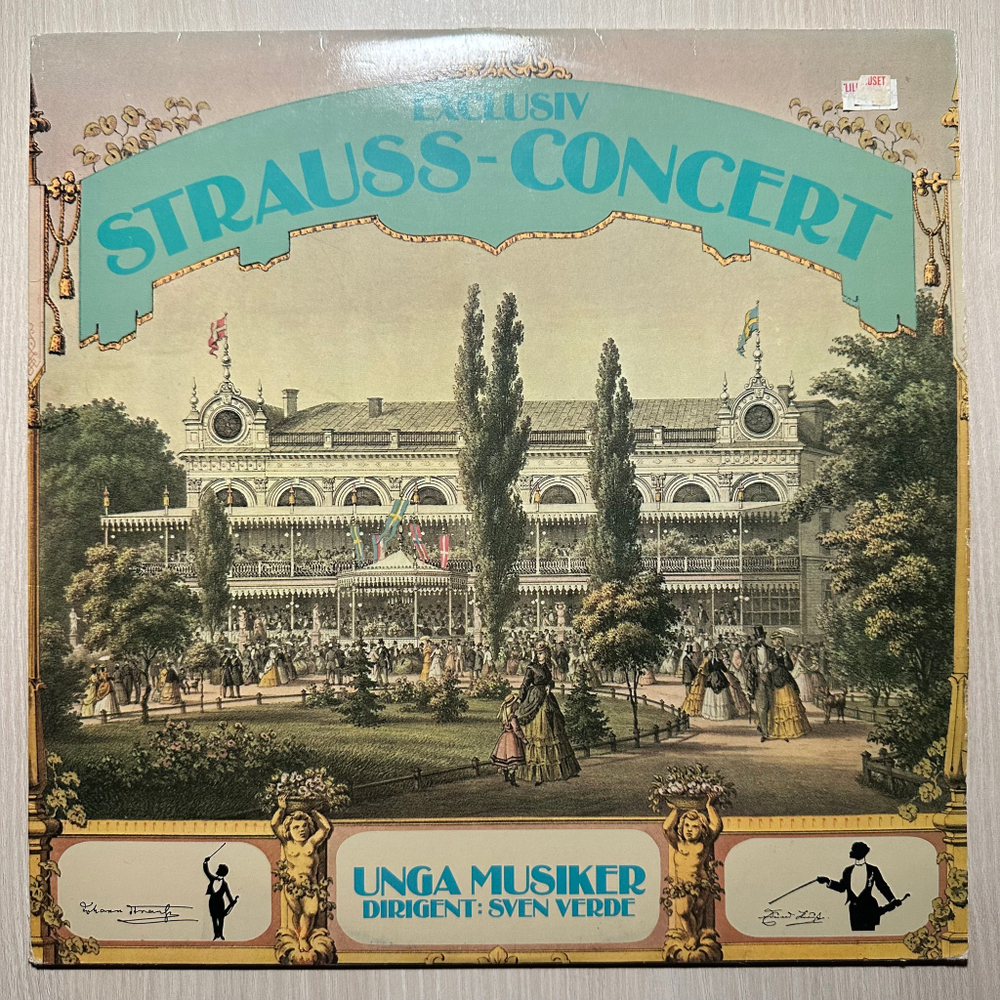 EXCLUSIV
STRAUSS-CONCERT
UNGA MUSIKER
DIRIGENT: SVEN VERDE